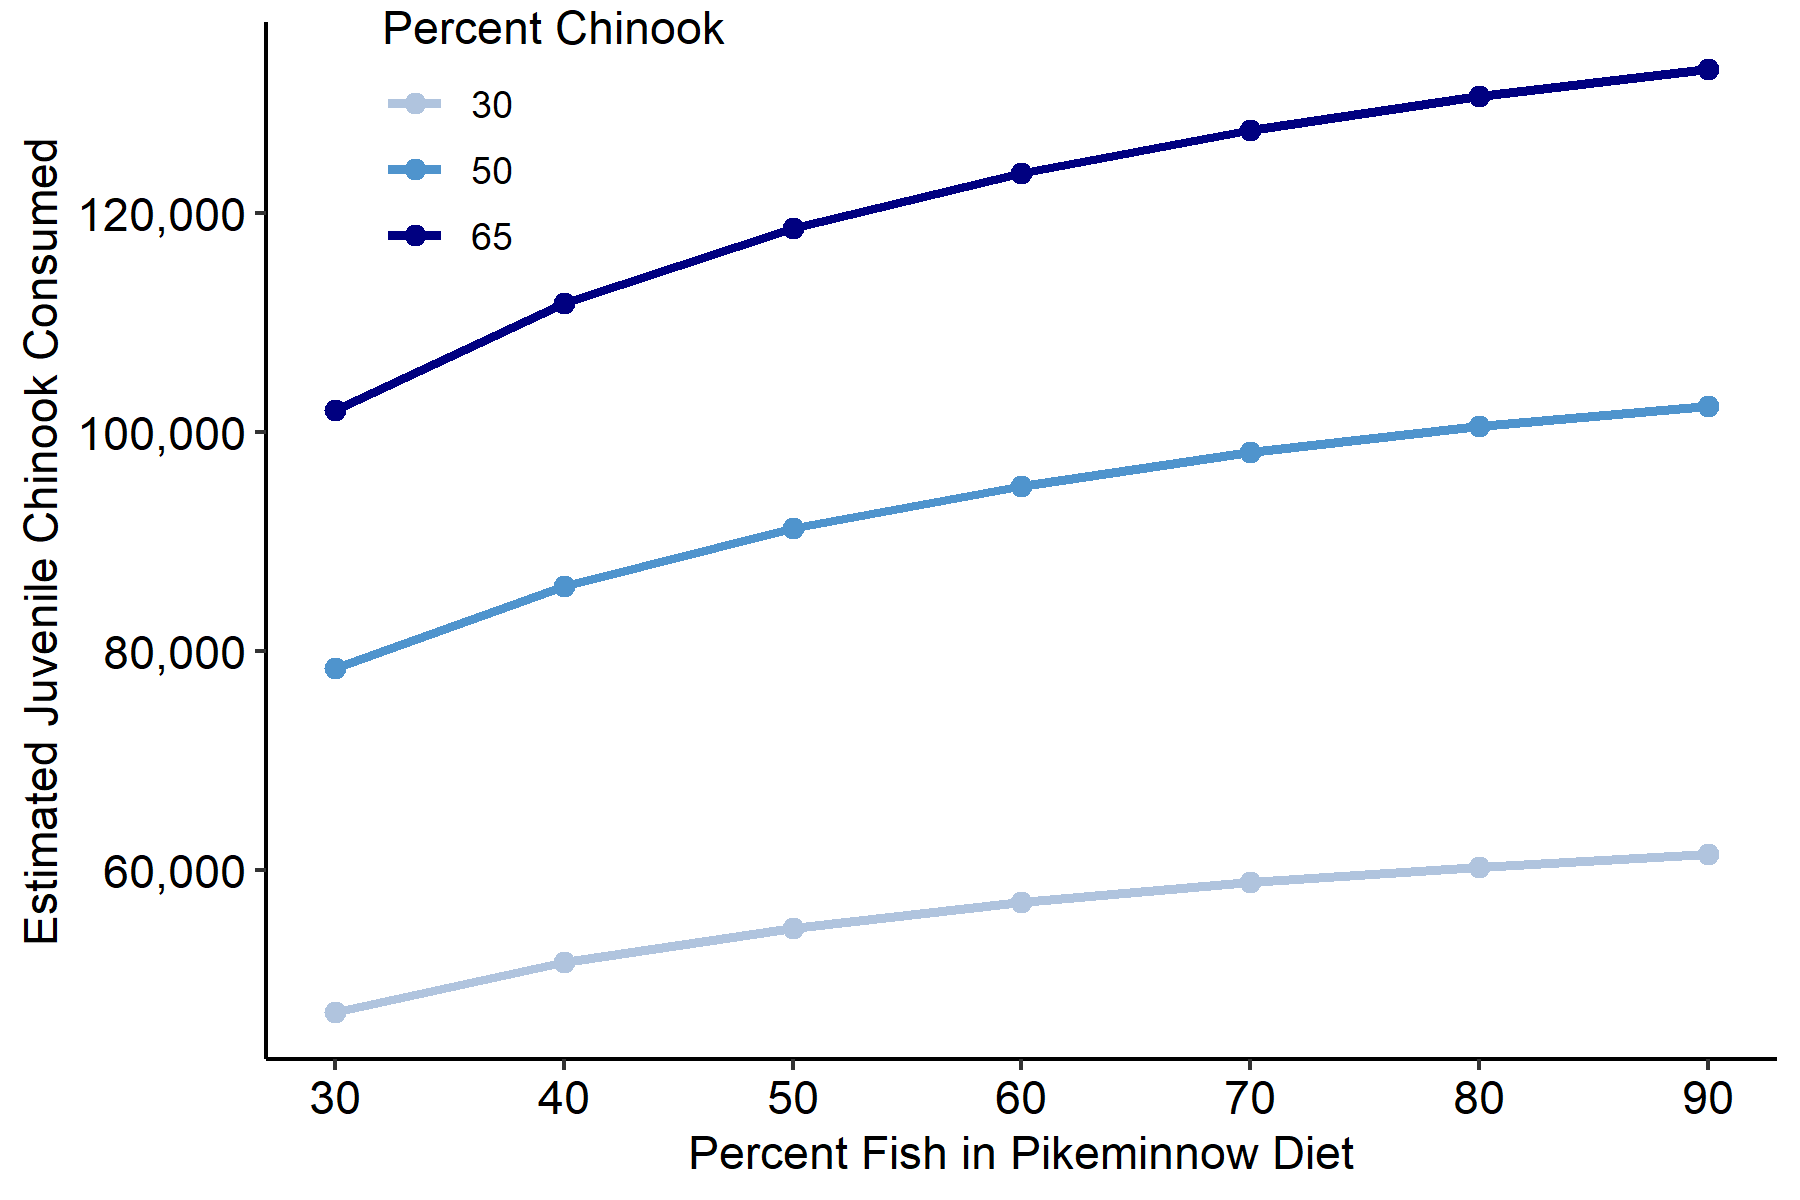 Percent Chinook
30
50
65
Estimated Juvenile Chinook Consumed
120,000
100,000
80,000
60,000
30 40 50 60 70 80 90
Percent Fish in Pikeminnow Diet